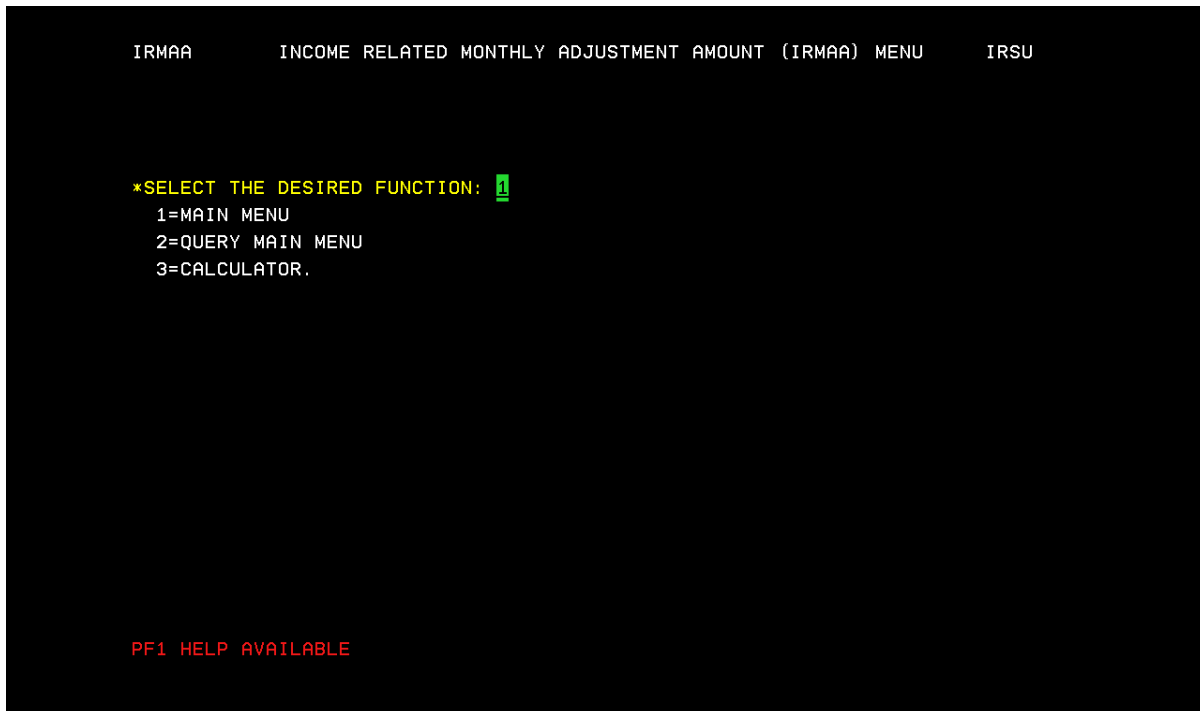 IRMAA INCOME RELATED MONTHLY ADJUSTMENT AMOUNT (IRMAA) MENU IRSU
*SELECT THE DESIRED FUNCTION: 1
1=MAIN MENU
2=QUERY MAIN MENU
3=CALCULATOR.
PF1 HELP AVAILABLE